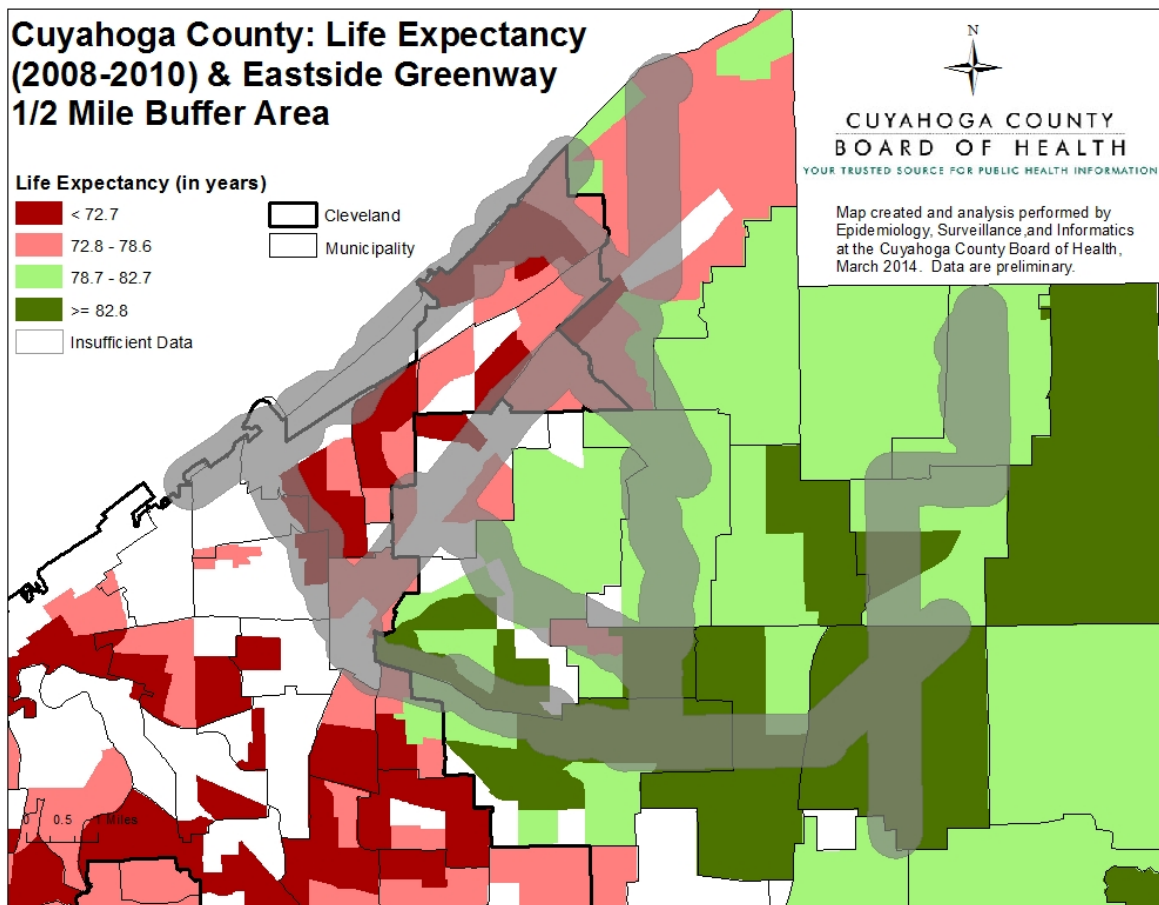 Cuyahoga County: Life Expectancy
(2008-2010) & Eastside Greenway
1/2 Mile Buffer Area
Life Expectancy (in years)
< 72.7
72.8 - 78.6
78.7 - 82.7
>= 82.8
Insufficient Data
Cleveland
Municipality
N
CUYAHOGA COUNTY
BOARD OF HEALTH
YOUR TRUSTED SOURCE FOR PUBLIC HEALTH INFORMATION
Map created and analysis performed by
Epidemiology, Surveillance,and Informatics
at the Cuyahoga County Board of Health,
March 2014. Data are preliminary.
0 0.5 1 Miles